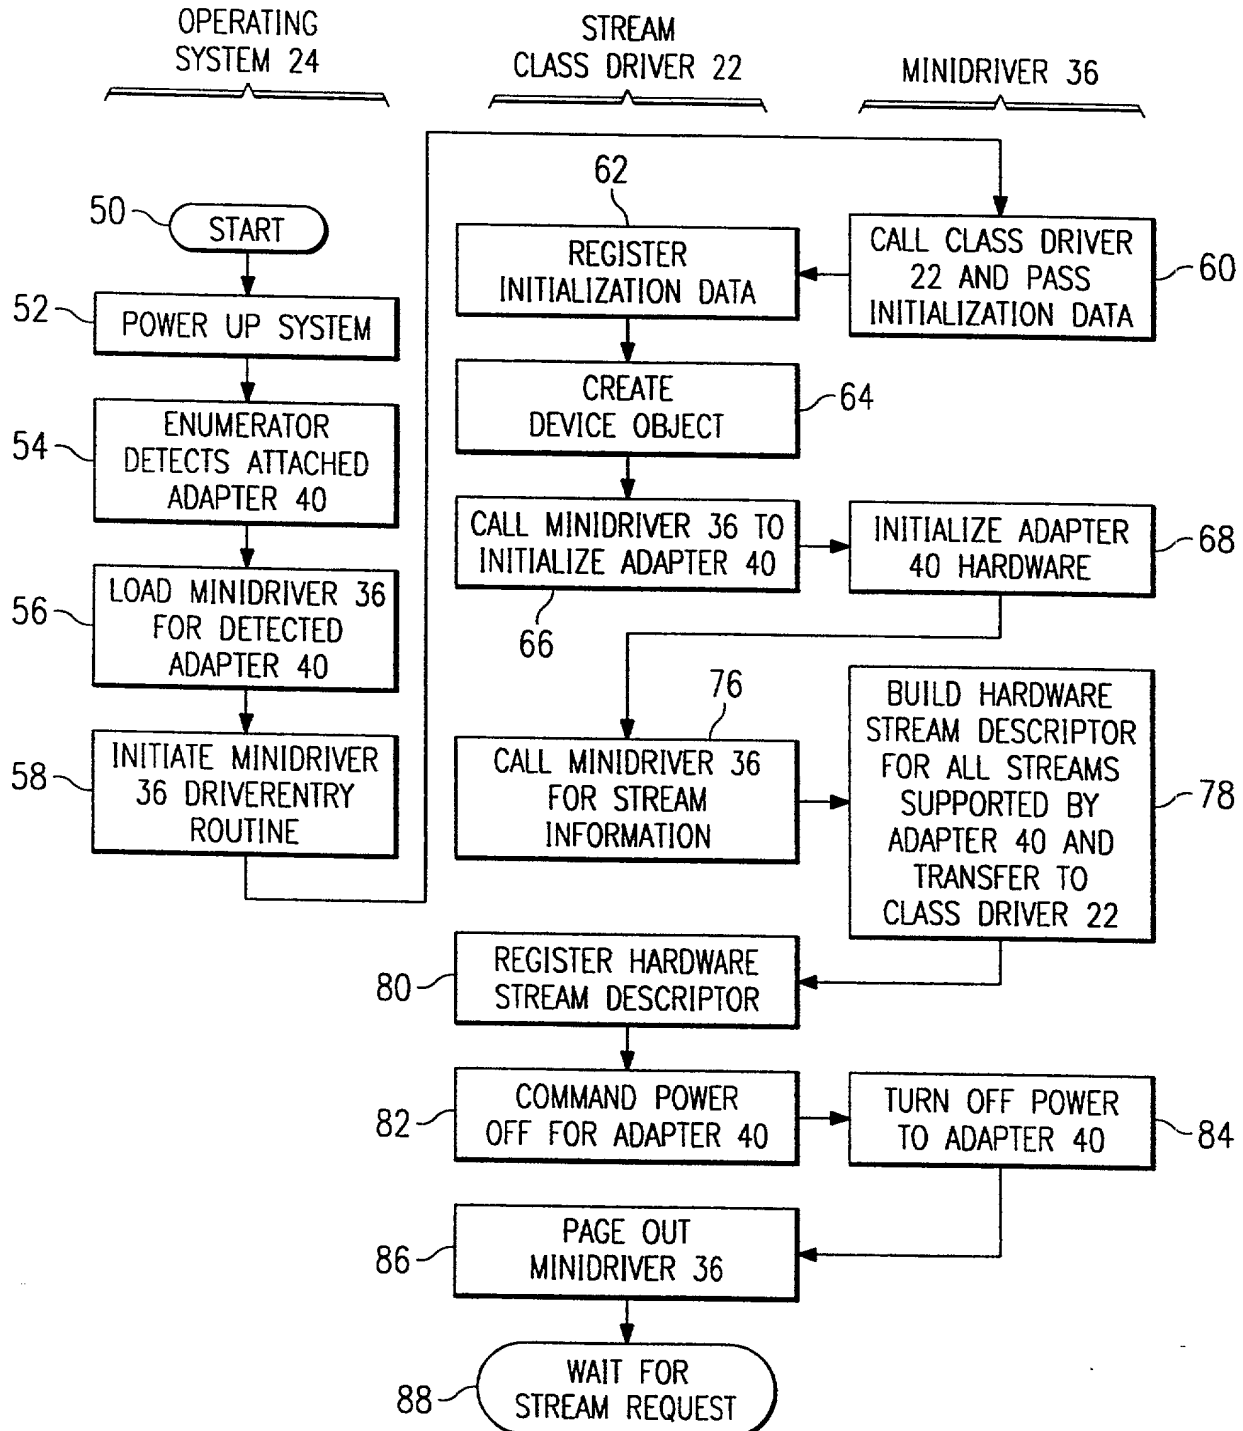 OPERATING
SYSTEM 24
STREAM
CLASS DRIVER 22
MINIDRIVER 36
50
START
52
POWER UP SYSTEM
54
ENUMERATOR
DETECTS ATTACHED
ADAPTER 40
56
LOAD MINIDRIVER 36
FOR DETECTED
ADAPTER 40
58
INITIATE MINIDRIVER
36 DRIVERENTRY
ROUTINE
60
CALL CLASS DRIVER
22 AND PASS
INITIALIZATION DATA
62
REGISTER
INITIALIZATION DATA
64
CREATE
DEVICE OBJECT
CALL MINIDRIVER 36 TO
INITIALIZE ADAPTER 40
66
INITIALIZE ADAPTER
40 HARDWARE
68
76
CALL MINIDRIVER 36
FOR STREAM
INFORMATION
BUILD HARDWARE
STREAM DESCRIPTOR
FOR ALL STREAMS
SUPPORTED BY
ADAPTER 40 AND
TRANSFER TO
CLASS DRIVER 22
78
80
REGISTER HARDWARE
STREAM DESCRIPTOR
82
COMMAND POWER
OFF FOR ADAPTER 40
TURN OFF POWER
TO ADAPTER 40
84
86
PAGE OUT
MINIDRIVER 36
88
WAIT FOR
STREAM REQUEST